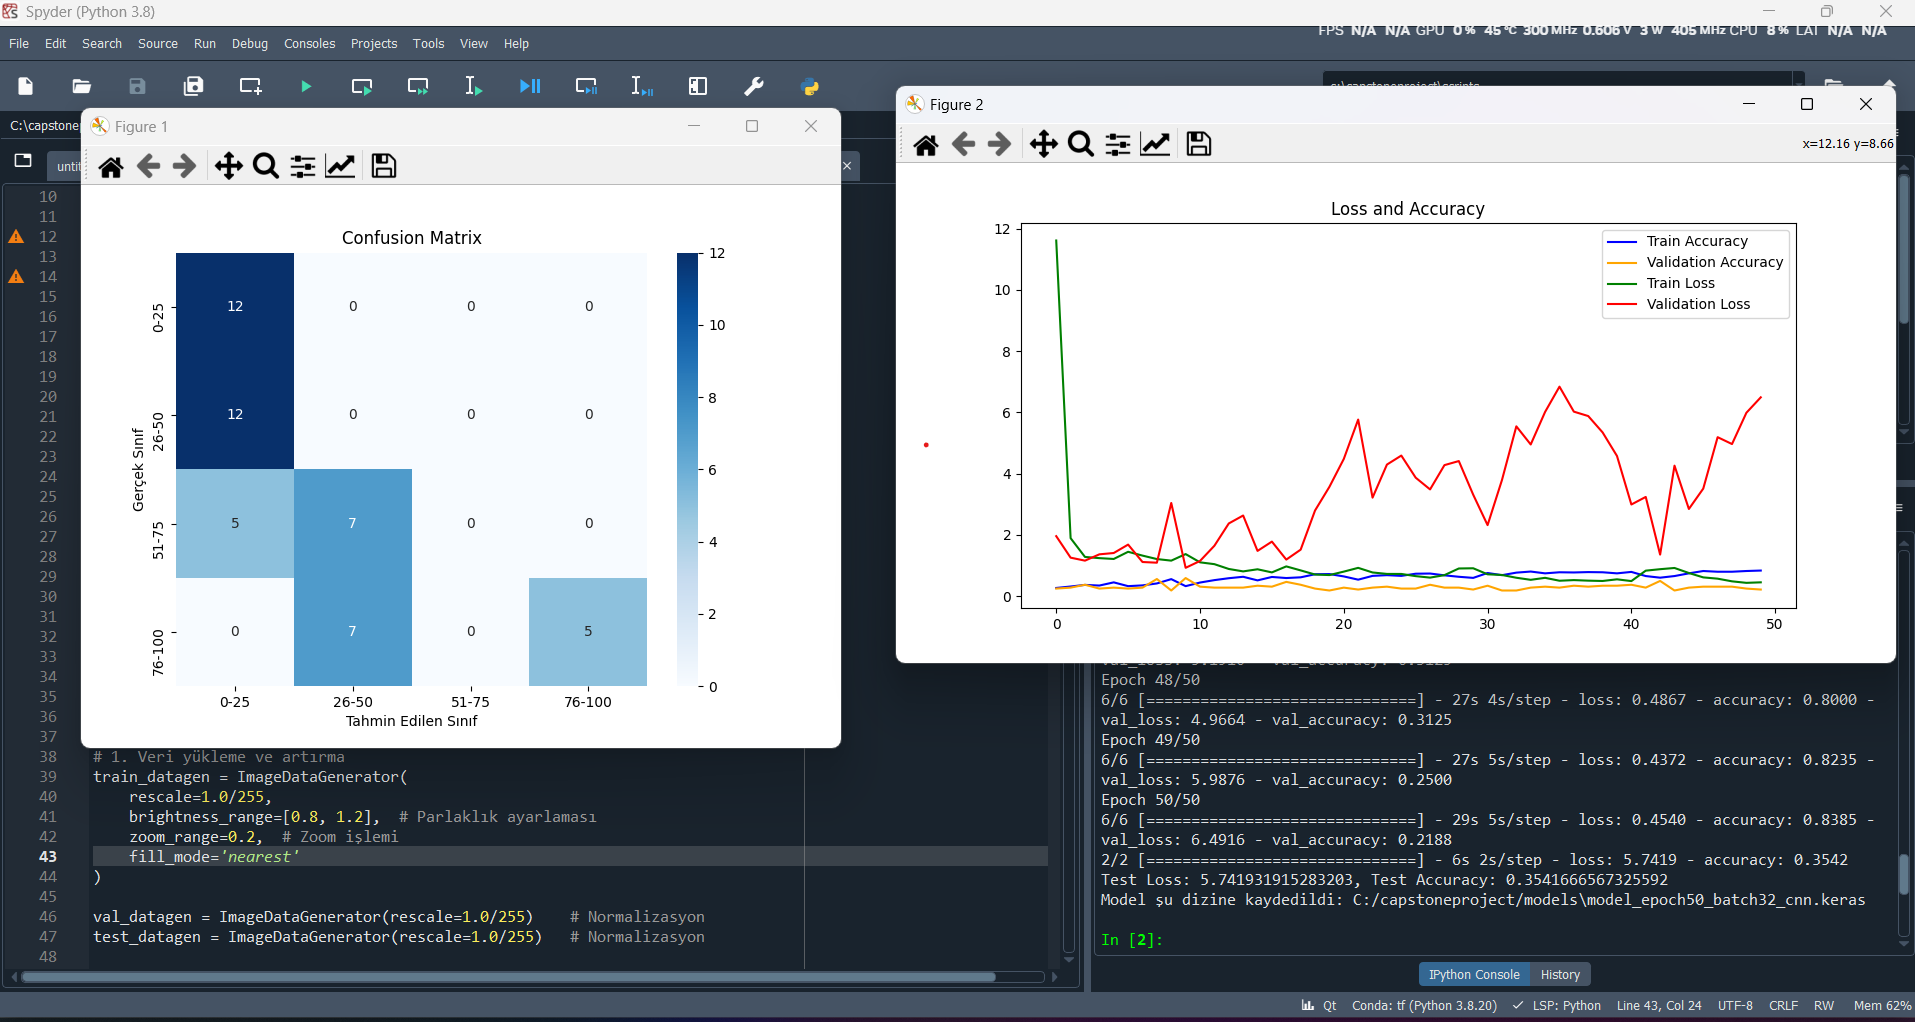 Spyder (Python 3.8)
File Edit Search Source Run Debug Consoles Projects Tools View Help
FPS N/A N/A GPU 0% 45°C 300MHz 0.606V 3W 405MHz CPU 8% LAT N/A N/A
C:\capstone
Figure 1
Confusion Matrix
12 0 0 0
12 0 0 0
5 7 0 0
0 7 0 5
0-25
26-50
51-75
76-100
Gerçek Sınıf
0-25 26-50 51-75 76-100
Tahmin Edilen Sınıf
12
10
8
6
4
2
0
Figure 2
x=12.16 y=8.66
Loss and Accuracy
Train Accuracy
Validation Accuracy
Train Loss
Validation Loss
12
10
8
6
4
2
0
0 10 20 30 40 50
10
11
12
13
14
15
16
17
18
19
20
21
22
23
24
25
26
27
28
29
30
31
32
33
34
35
36
37
38 # 1. Veri yükleme ve artırma
39 train_datagen = ImageDataGenerator(
40 rescale=1.0/255,
41 brightness_range=[0.8, 1.2], # Parlaklık ayarlaması
42 zoom_range=0.2, # Zoom işlemi
43 fill_mode='nearest'
44 )
45
46 val_datagen = ImageDataGenerator(rescale=1.0/255) # Normalizasyon
47 test_datagen = ImageDataGenerator(rescale=1.0/255) # Normalizasyon
48
Epoch 48/50
6/6 [==============================] - 27s 4s/step - loss: 0.4867 - accuracy: 0.8000 -
val_loss: 4.9664 - val_accuracy: 0.3125
Epoch 49/50
6/6 [==============================] - 27s 5s/step - loss: 0.4372 - accuracy: 0.8235 -
val_loss: 5.9876 - val_accuracy: 0.2500
Epoch 50/50
6/6 [==============================] - 29s 5s/step - loss: 0.4540 - accuracy: 0.8385 -
val_loss: 6.4916 - val_accuracy: 0.2188
2/2 [==============================] - 6s 2s/step - loss: 5.7419 - accuracy: 0.3542
Test Loss: 5.741931915283203, Test Accuracy: 0.3541666567325592
Model şu dizine kaydedildi: C:/capstoneproject/models\model_epoch50_batch32_cnn.keras
In [2]:
IPython Console History
Qt Conda: tf (Python 3.8.20) LSP: Python Line 43, Col 24 UTF-8 CRLF RW Mem 62%